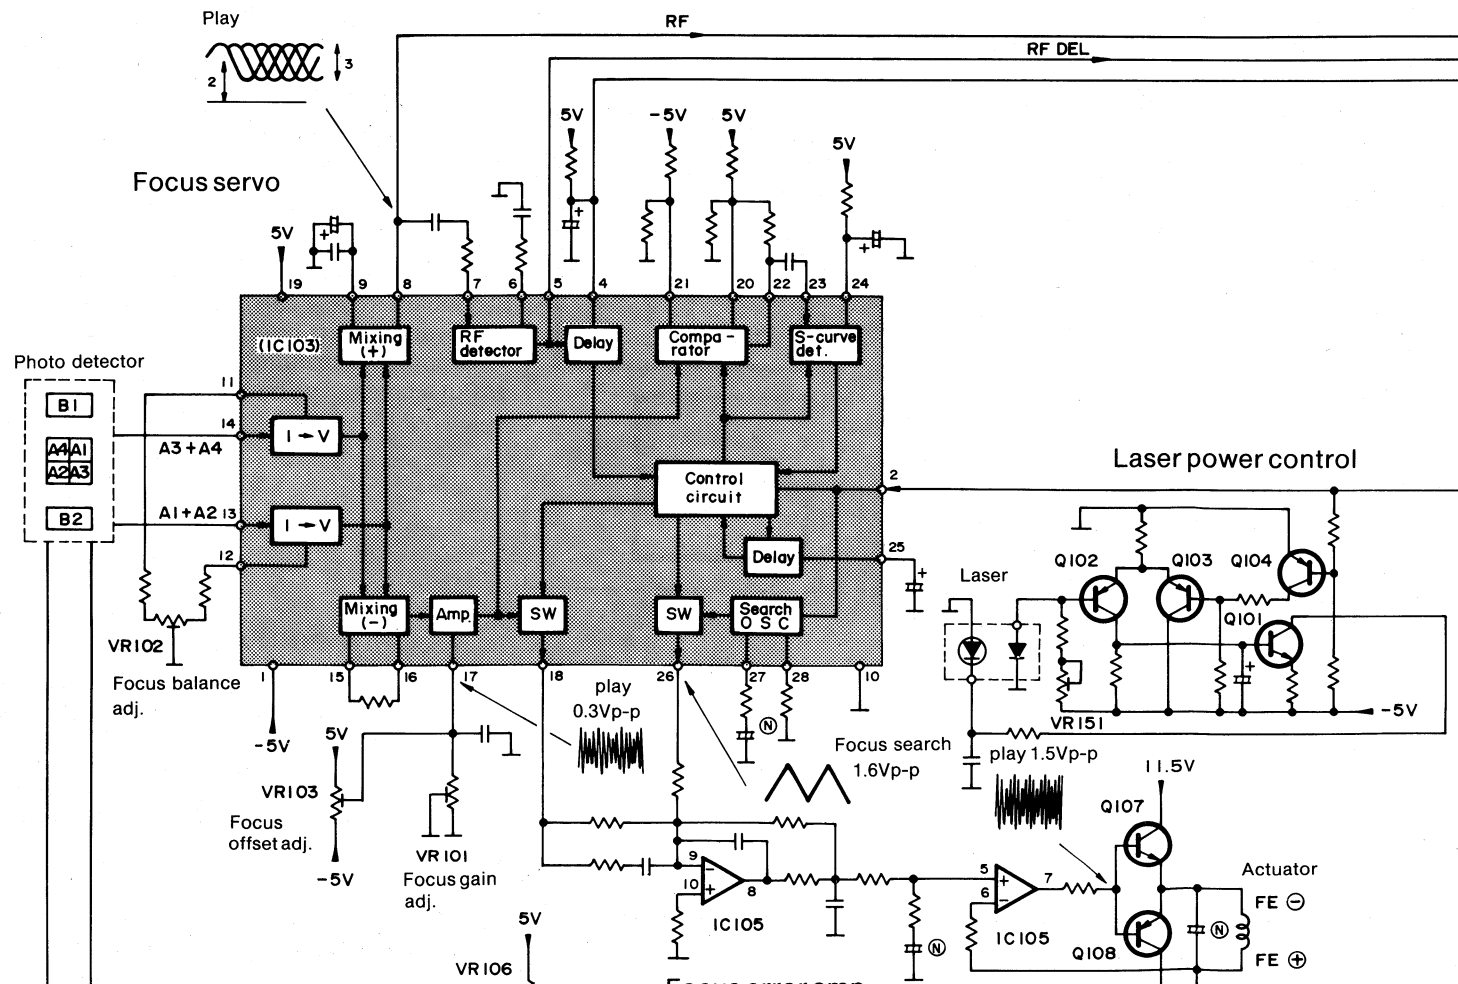 Play
RF
RF DEL
3
2
5V
-5V
5V
5V
Focus servo
5V
+
+
+
19
9
8
7
6
5
4
21
20
22
23
24
(IC103)
Mixing
(+)
RF
detector
Delay
Compa-
rator
S-curve
det.
Photo detector
B1
A4 A1
A2 A3
B2
11
14
A3+A4
I→V
A1+A2
13
I→V
12
Control
circuit
2
Laser power control
Delay
25
+
Laser
Q102
Q103
Q104
Q101
+
VR102
Mixing
(-)
Amp.
SW
SW
Search
OSC
Focus balance
adj.
1
15
16
17
18
26
27
28
10
-5V
play
0.3Vp-p
N
Focus search
1.6Vp-p
VR151
-5V
play 1.5Vp-p
5V
VR103
Focus
offset adj.
-5V
VR101
Focus gain
adj.
11.5V
Q107
9
−
10
+
8
IC105
5
+
6
−
7
IC105
N
Q108
N
Actuator
FE ⊖
FE ⊕
5V
VR106
Focus error amp